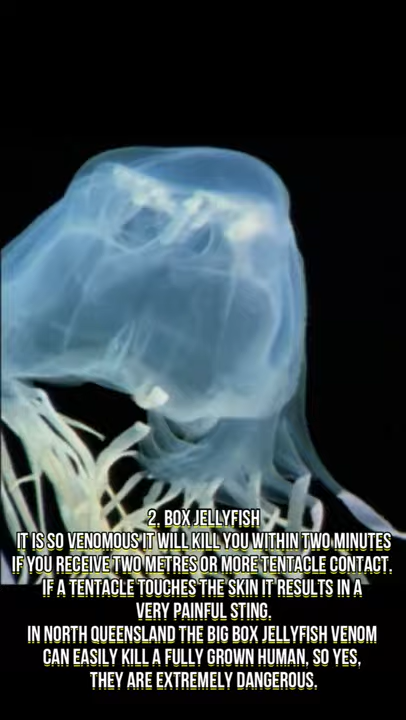 2. BOX JELLYFISH
IT IS SO VENOMOUS IT WILL KILL YOU WITHIN TWO MINUTES
IF YOU RECEIVE TWO METRES OR MORE TENTACLE CONTACT.
IF A TENTACLE TOUCHES THE SKIN IT RESULTS IN A
VERY PAINFUL STING.
IN NORTH QUEENSLAND THE BIG BOX JELLYFISH VENOM
CAN EASILY KILL A FULLY GROWN HUMAN, SO YES,
THEY ARE EXTREMELY DANGEROUS.